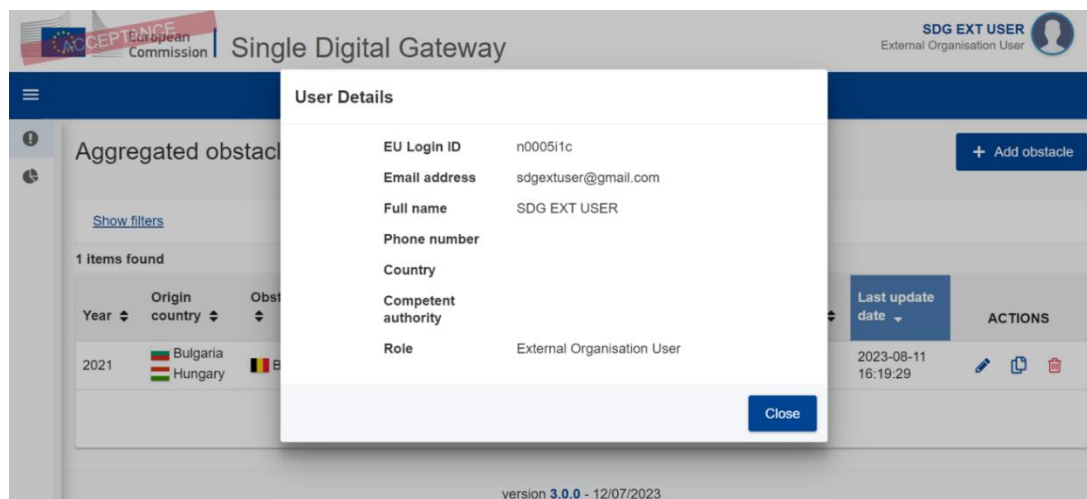 ACCEPTANCE
European
Commission
Single Digital Gateway
SDG EXT USER
External Organisation User
User Details
EU Login ID n0005i1c
Email address sdgextuser@gmail.com
Full name SDG EXT USER
Phone number
Country
Competent
authority
Role External Organisation User
Close
Aggregated obstacl
+ Add obstacle
Show filters
1 items found
Year Origin
country Obst Last update
date ACTIONS
2021 Bulgaria
Hungary B 2023-08-11
16:19:29
version 3.0.0 - 12/07/2023